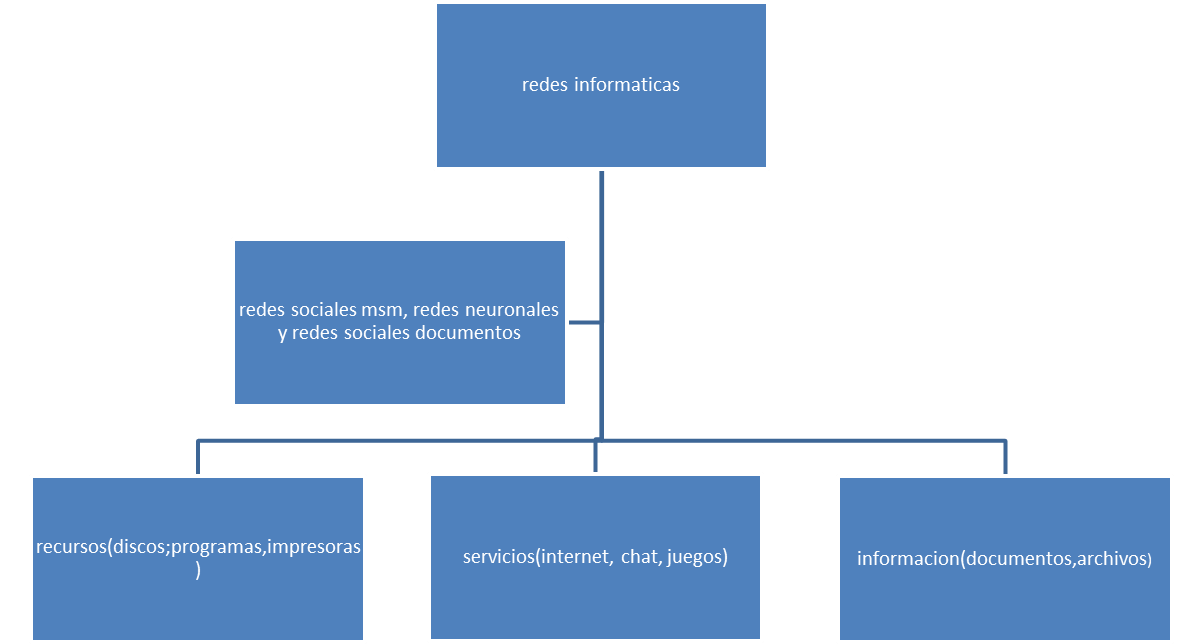 redes informaticas
redes sociales msm, redes neuronales
y redes sociales documentos
recursos(discos;programas,impresoras
)
servicios(internet, chat, juegos)
informacion(documentos,archivos)